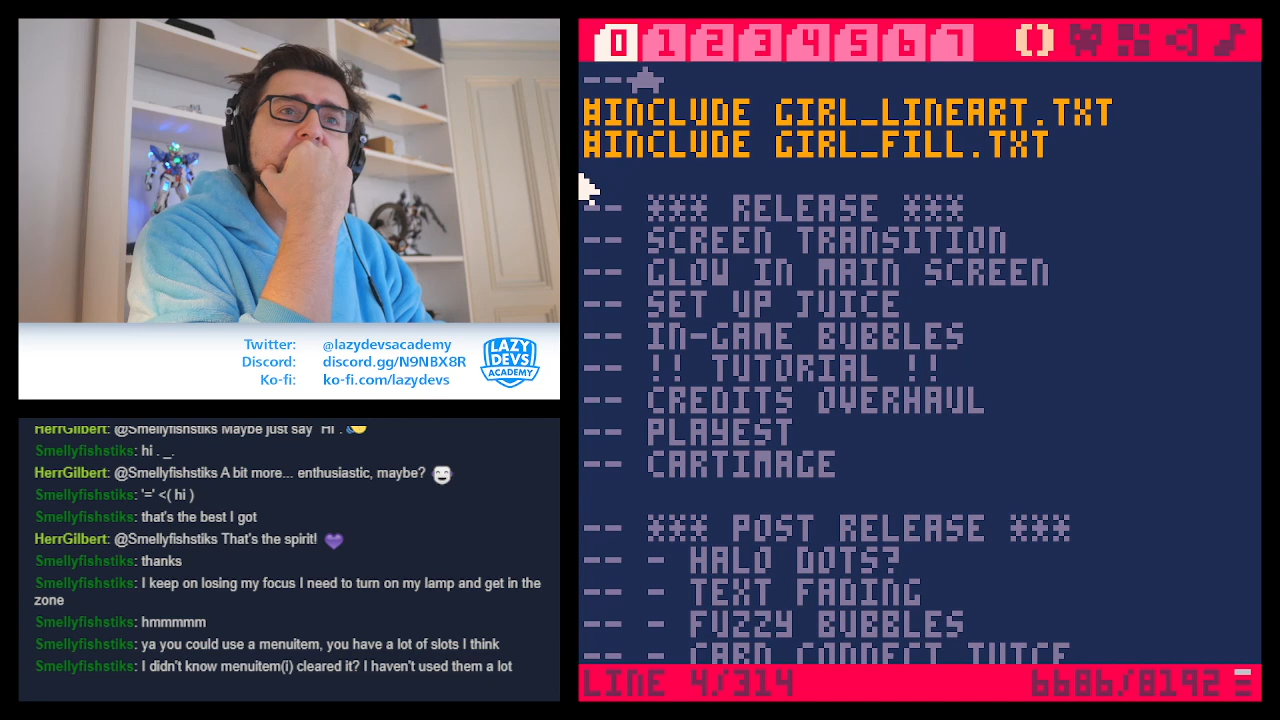 Twitter: @lazydevsacademy
Discord: discord.gg/N9NBX8R
Ko-fi: ko-fi.com/lazydevs
LAZY
DEVS
ACADEMY
HerrGilbert: @Smellyfishstiks Maybe just say "Hi".
Smellyfishstiks: hi . _.
HerrGilbert: @Smellyfishstiks A bit more... enthusiastic, maybe?
Smellyfishstiks: '=' <( hi )
Smellyfishstiks: that's the best I got
HerrGilbert: @Smellyfishstiks That's the spirit!
Smellyfishstiks: thanks
Smellyfishstiks: I keep on losing my focus I need to turn on my lamp and get in the
zone
Smellyfishstiks: hmmmmm
Smellyfishstiks: ya you could use a menuitem, you have a lot of slots I think
Smellyfishstiks: I didn't know menuitem(i) cleared it? I haven't used them a lot
0 1 2 3 4 5 6 7 ()
--
#INCLUDE GIRL_LINEART.TXT
#INCLUDE GIRL_FILL.TXT
-- *** RELEASE ***
-- SCREEN TRANSITION
-- GLOW IN MAIN SCREEN
-- SET UP JUICE
-- IN-GAME BUBBLES
-- !! TUTORIAL !!
-- CREDITS OVERHAUL
-- PLAYEST
-- CARTIMAGE
-- *** POST RELEASE ***
-- - HALO DOTS?
-- - TEXT FADING
-- - FUZZY BUBBLES
-- - CARD CONNECT JUICE
LINE 4/314 6686/8192